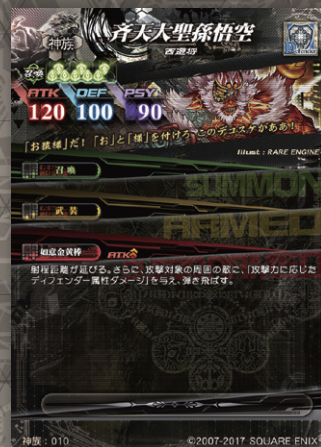 斉天大聖孫悟空
西遊将
神族
召喚
ATK DEF PSY
120 100 90
「お猿様」だ！「お」と「様」を付けろ、このデコスケがああ！
Illust : RARE ENGINE
召喚
SUMMON
武装
ARMED
如意金箍棒 ATK
射程距離が延びる。さらに、攻撃対象の周囲の敵に、「攻撃力に応じた
ディフェンダー属性ダメージ」を与え、弾き飛ばす。
神族：010
©2007-2017 SQUARE ENIX